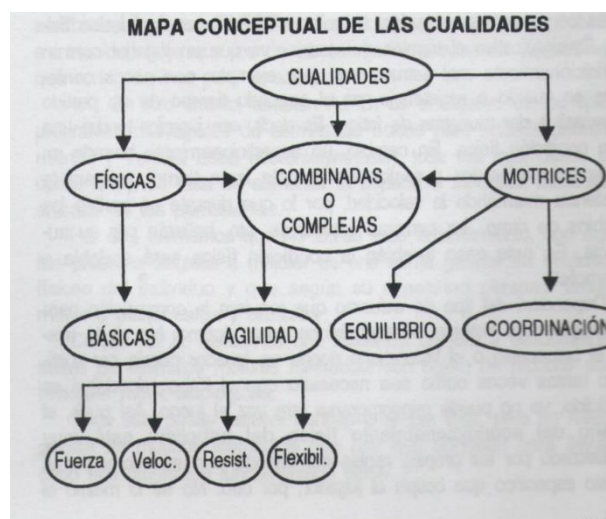 MAPA CONCEPTUAL DE LAS CUALIDADES
CUALIDADES
FÍSICAS
COMBINADAS
O
COMPLEJAS
MOTRICES
BÁSICAS
AGILIDAD
EQUILIBRIO
COORDINACIÓN
Fuerza
Veloc.
Resist.
Flexibil.